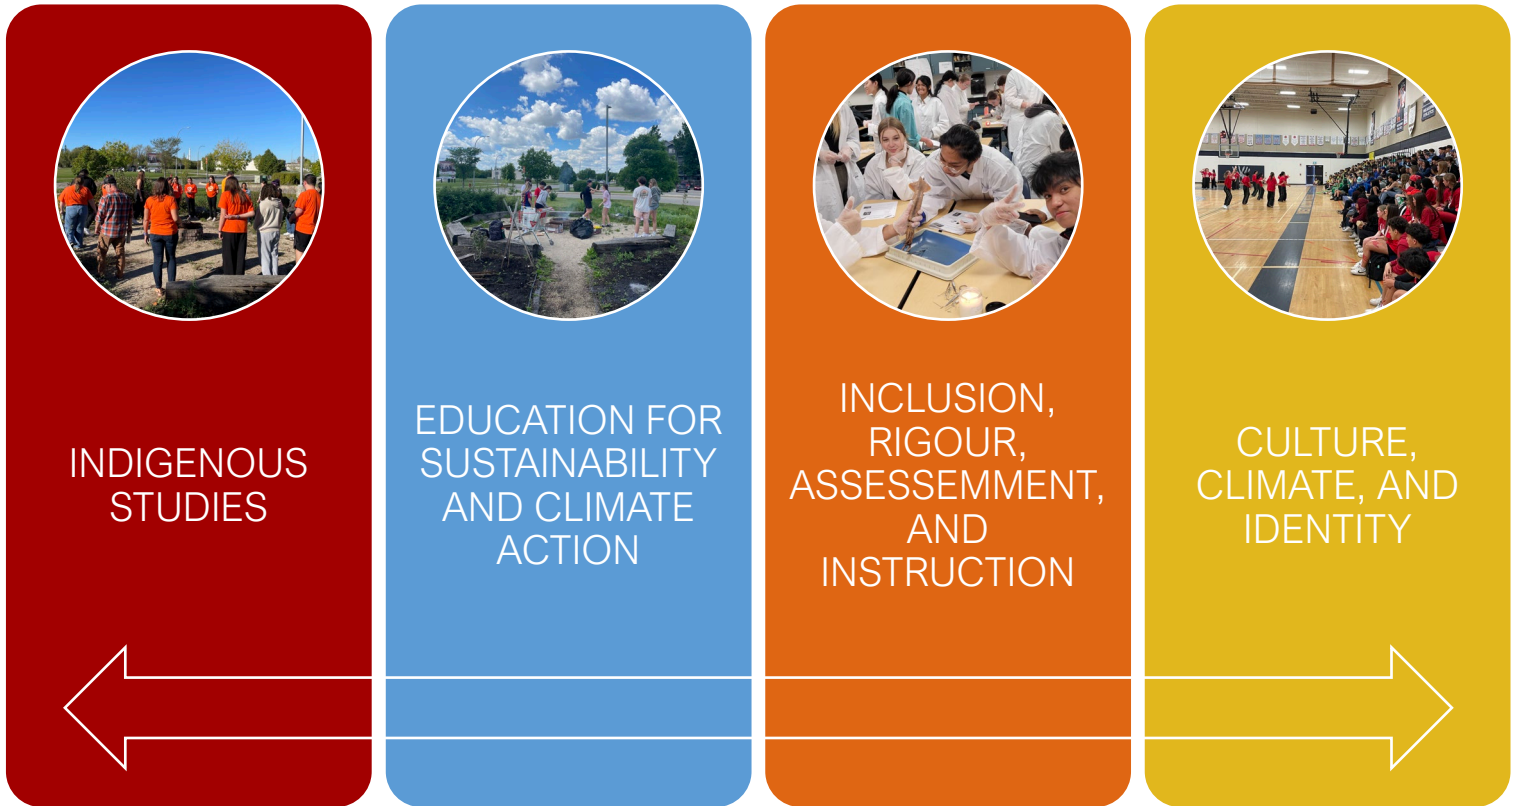 INDIGENOUS
STUDIES
EDUCATION FOR
SUSTAINABILITY
AND CLIMATE
ACTION
INCLUSION,
RIGOUR,
ASSESSEMMENT,
AND
INSTRUCTION
CULTURE,
CLIMATE, AND
IDENTITY